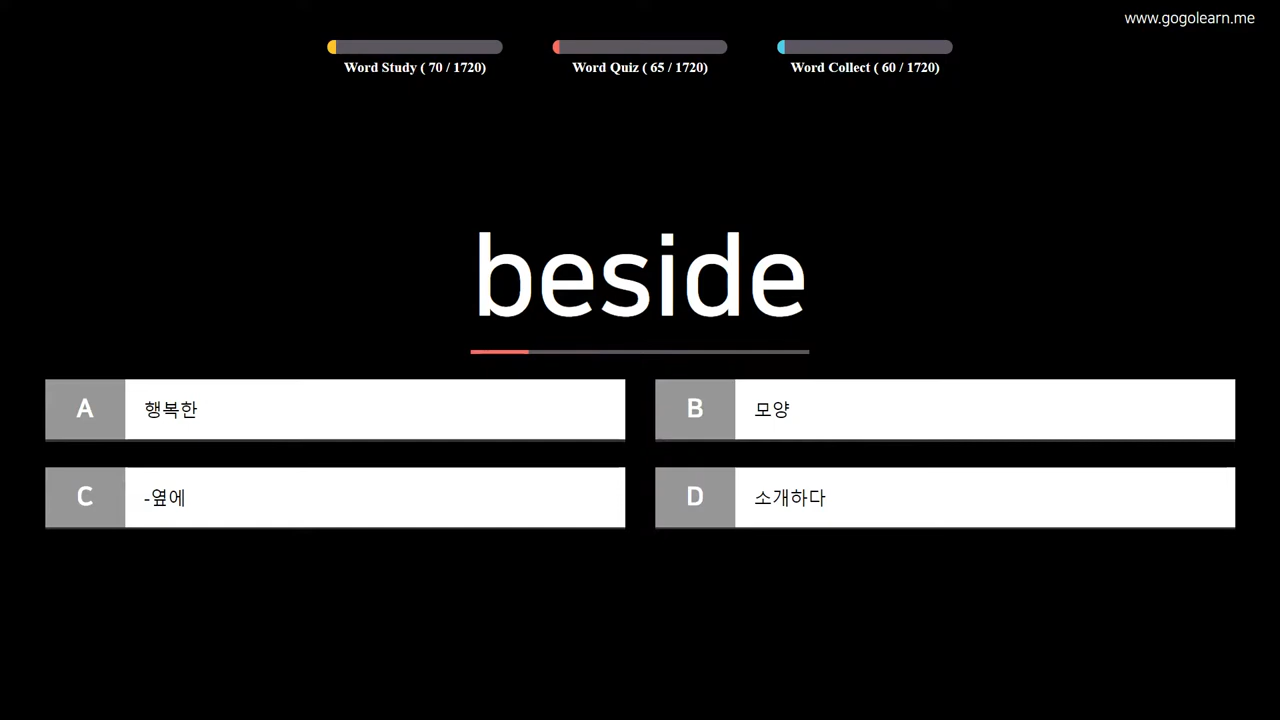 www.gogolearn.me
Word Study ( 70 / 1720)
Word Quiz ( 65 / 1720)
Word Collect ( 60 / 1720)
beside
A 행복한
B 모양
C -옆에
D 소개하다